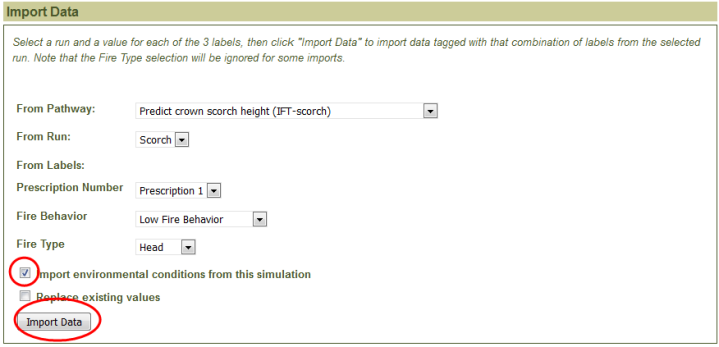 Import Data
Select a run and a value for each of the 3 labels, then click "Import Data" to import data tagged with that combination of labels from the selected
run. Note that the Fire Type selection will be ignored for some imports.
From Pathway: Predict crown scorch height (IFT-scorch)
From Run: Scorch
From Labels:
Prescription Number Prescription 1
Fire Behavior Low Fire Behavior
Fire Type Head
Import environmental conditions from this simulation
Replace existing values
Import Data